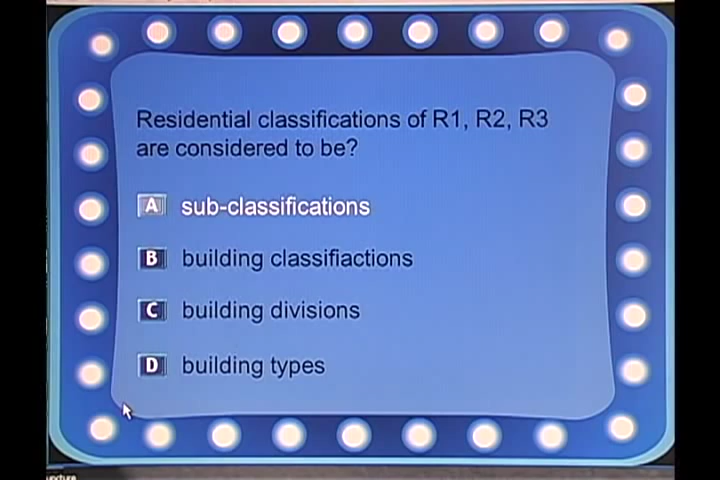 Residential classifications of R1, R2, R3
are considered to be?
A sub-classifications
B building classifiactions
C building divisions
D building types